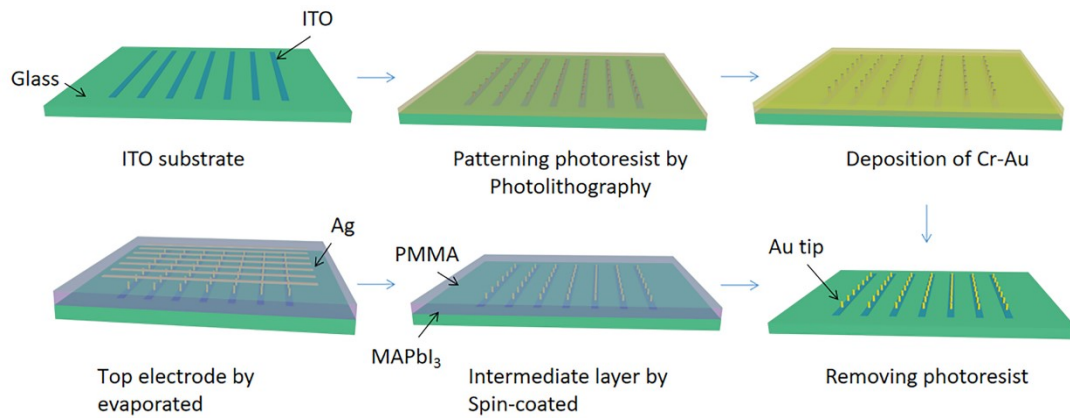 ITO
Glass
ITO substrate
Patterning photoresist by
Photolithography
Deposition of Cr-Au
Ag
PMMA
Au tip
MAPbI₃
Top electrode by
evaporated
Intermediate layer by
Spin-coated
Removing photoresist